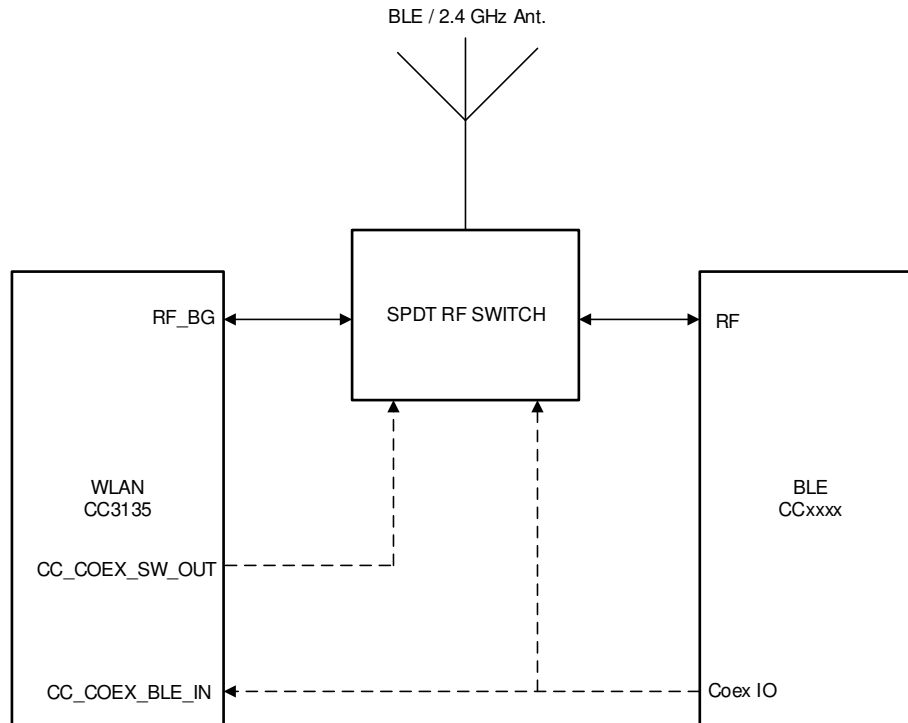 BLE / 2.4 GHz Ant.
RF_BG
SPDT RF SWITCH
RF
WLAN
CC3135
BLE
CCxxxx
CC_COEX_SW_OUT
CC_COEX_BLE_IN
Coex IO